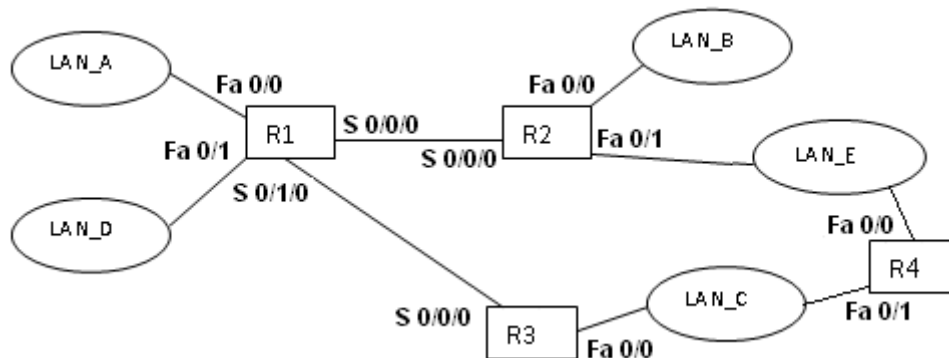 LAN_B
LAN_A
Fa 0/0
Fa 0/0
S 0/0/0
R1
R2
Fa 0/1
Fa 0/1
S 0/0/0
LAN_E
S 0/1/0
LAN_D
Fa 0/0
R4
LAN_C
Fa 0/1
S 0/0/0
R3
Fa 0/0